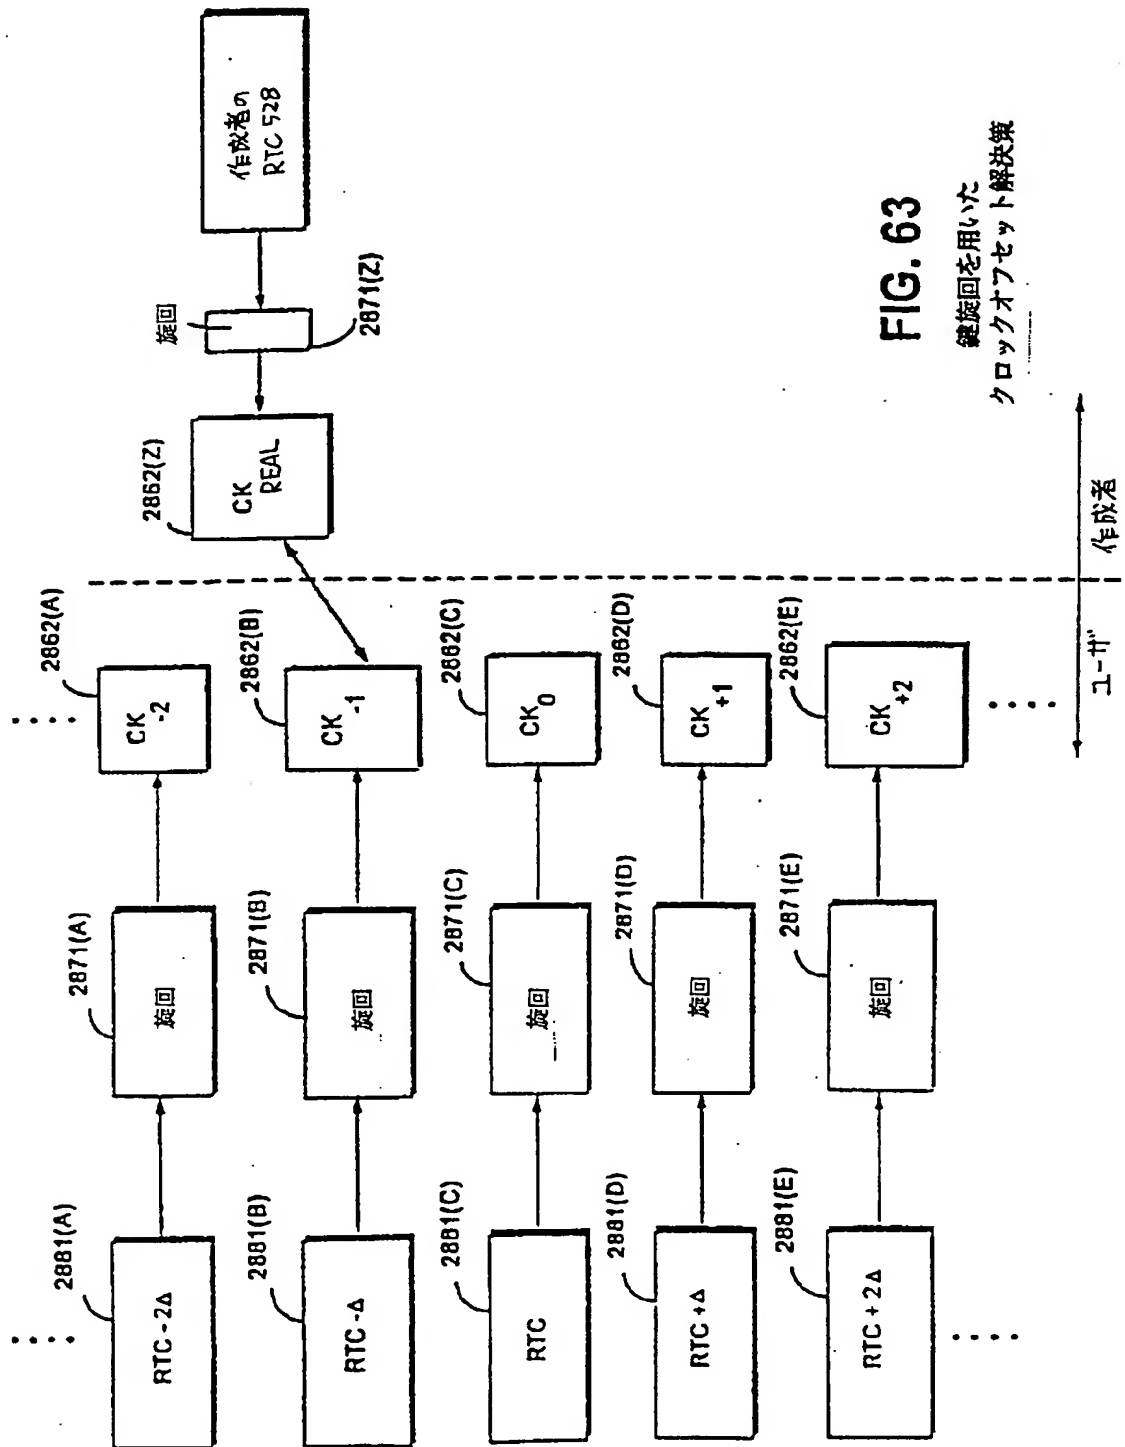 2881(A)
RTC - 2Δ
2871(A)
旋回
2862(A)
CK -2
2881(B)
RTC - Δ
2871(B)
旋回
2862(B)
CK -1
2881(C)
RTC
2871(C)
旋回
2862(C)
CK 0
2881(D)
RTC + Δ
2871(D)
旋回
2862(D)
CK +1
2881(E)
RTC + 2Δ
2871(E)
旋回
2862(E)
CK +2
2862(Z)
CK
REAL
旋回
2871(Z)
作成者の
RTC 528
ユーザ
作成者
FIG. 63
鍵旋回を用いた
クロックオフセット解決策